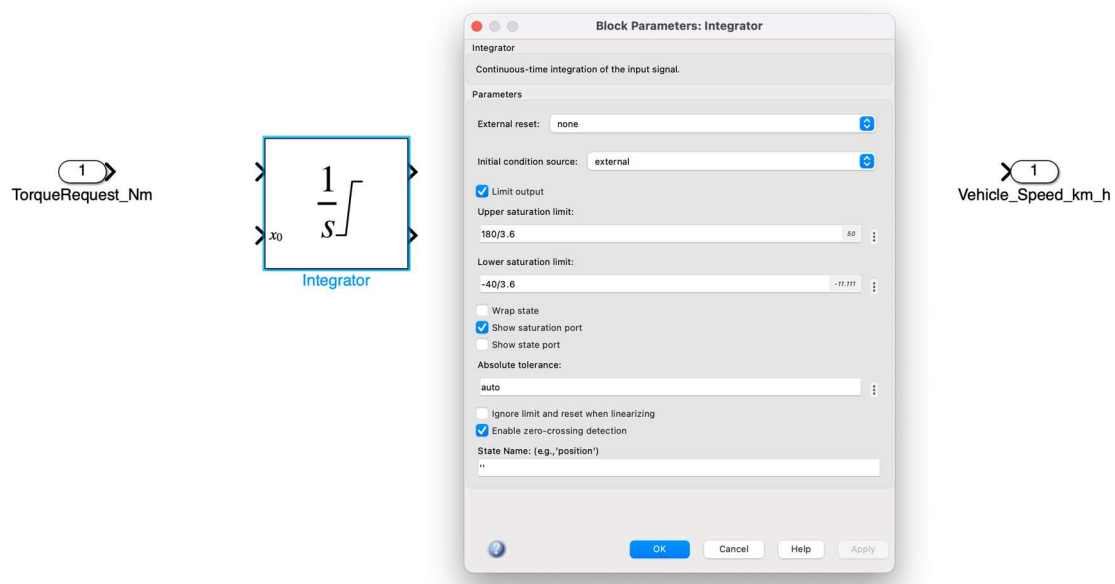 Block Parameters: Integrator
Integrator
Continuous-time integration of the input signal.
Parameters
External reset: none
Initial condition source: external
Limit output
Upper saturation limit:
180/3.6 50
Lower saturation limit:
-40/3.6 -11.111
Wrap state
Show saturation port
Show state port
Absolute tolerance:
auto
Ignore limit and reset when linearizing
Enable zero-crossing detection
State Name: (e.g.,'position')
''
? OK Cancel Help Apply
1
TorqueRequest_Nm
1
s
x0
Integrator
1
Vehicle_Speed_km_h